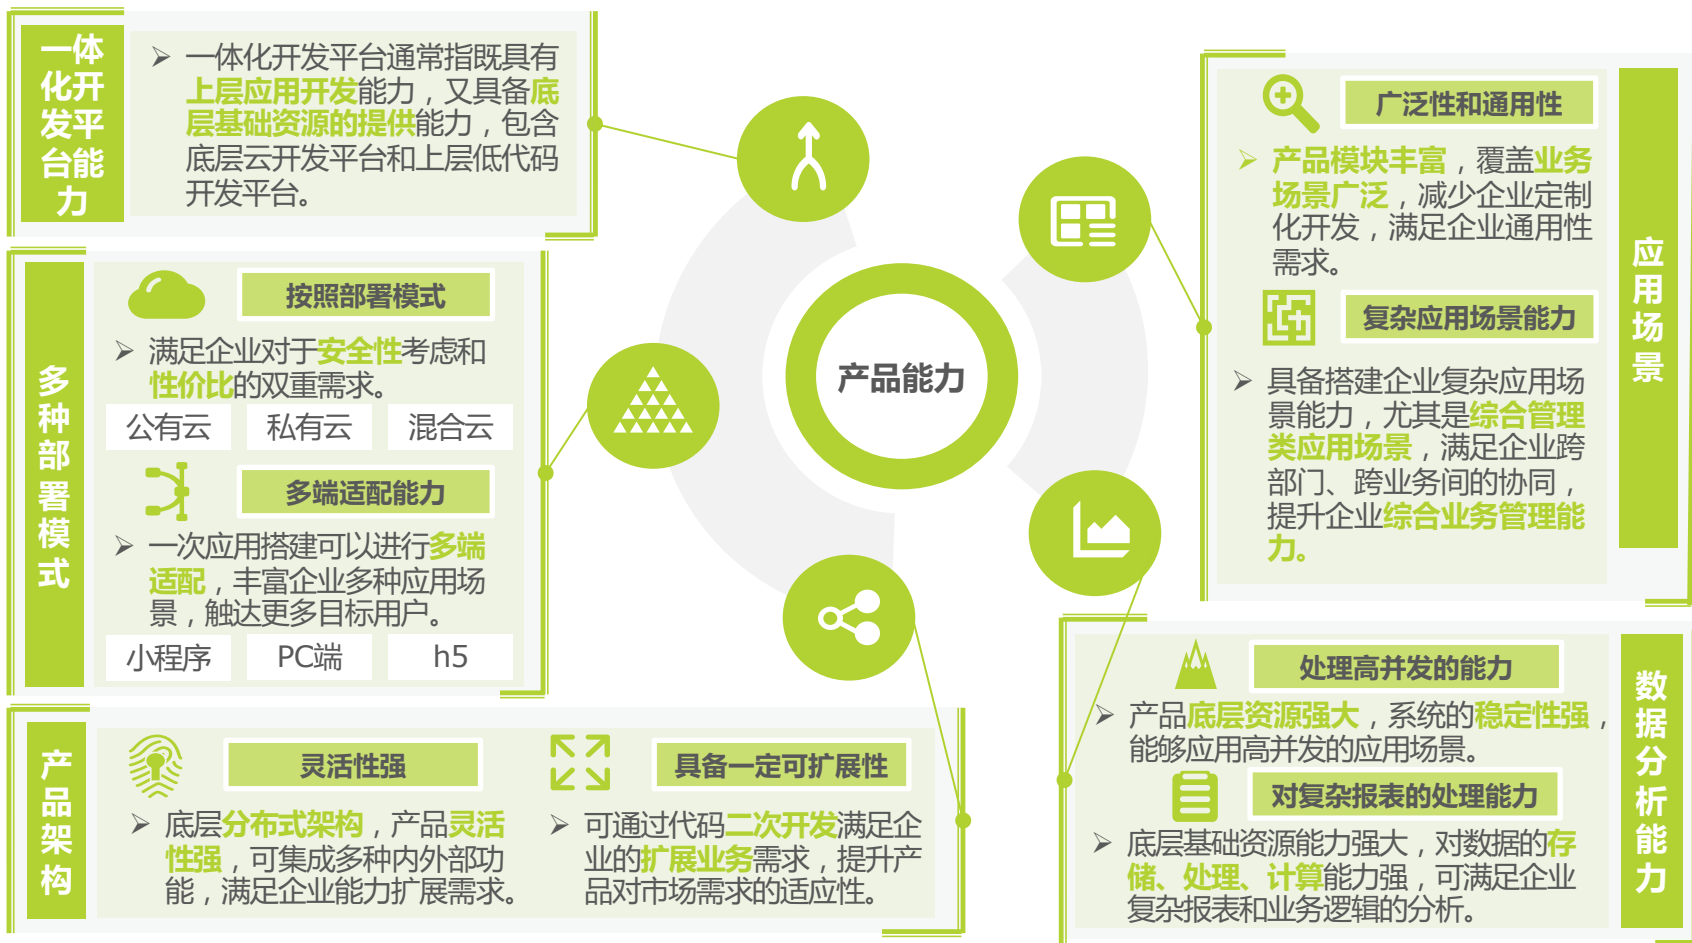 一体
化开
发平
台能
力
➢ 一体化开发平台通常指既具有
上层应用开发能力，又具备底
层基础资源的提供能力，包含
底层云开发平台和上层低代码
开发平台。
多种部署模式
按照部署模式
➢ 满足企业对于安全性考虑和
性价比的双重需求。
公有云 私有云 混合云
多端适配能力
➢ 一次应用搭建可以进行多端
适配，丰富企业多种应用场
景，触达更多目标用户。
小程序 PC端 h5
产品架构
灵活性强
➢ 底层分布式架构，产品灵活
性强，可集成多种内外部功
能，满足企业能力扩展需求。
具备一定可扩展性
➢ 可通过代码二次开发满足企
业的扩展业务需求，提升产
品对市场需求的适应性。
产品能力
应用场景
广泛性和通用性
➢ 产品模块丰富，覆盖业务
场景广泛，减少企业定制
化开发，满足企业通用性
需求。
复杂应用场景能力
➢ 具备搭建企业复杂应用场
景能力，尤其是综合管理
类应用场景，满足企业跨
部门、跨业务间的协同，
提升企业综合业务管理能
力。
数据分析能力
处理高并发的能力
➢ 产品底层资源强大，系统的稳定性强，
能够应用高并发的应用场景。
对复杂报表的处理能力
➢ 底层基础资源能力强大，对数据的存
储、处理、计算能力强，可满足企业
复杂报表和业务逻辑的分析。